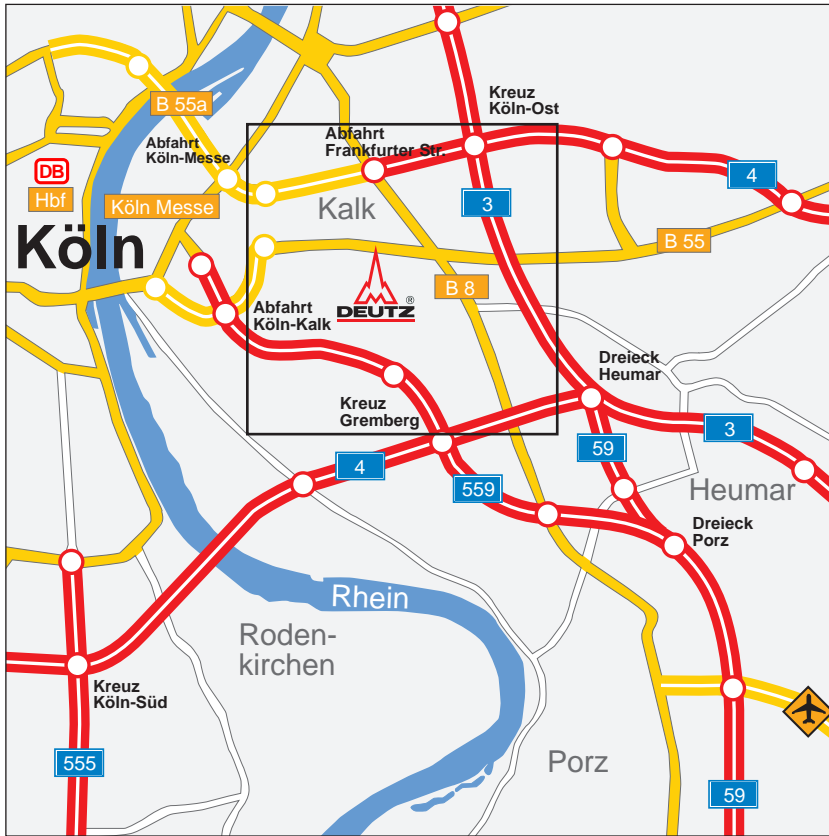 Kreuz
Köln-Ost
B 55a
Abfahrt
Köln-Messe
Abfahrt
Frankfurter Str.
DB
Hbf
Köln Messe
Kalk
3
4
Köln
B 55
B 8
DEUTZ®
Abfahrt
Köln-Kalk
Dreieck
Heumar
Kreuz
Gremberg
3
59
4
559
Heumar
Dreieck
Porz
Rhein
Roden-
kirchen
Kreuz
Köln-Süd
555
Porz
59